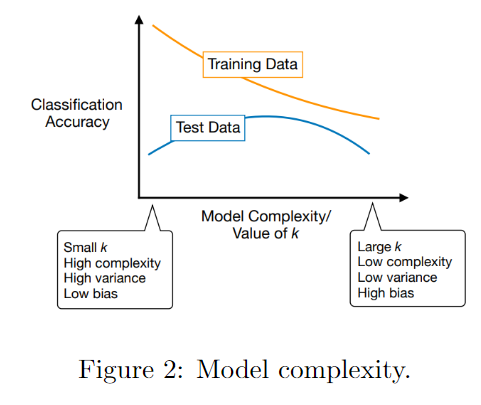 Training Data
Classification
Accuracy
Test Data
Model Complexity/
Value of k
Small k
High complexity
High variance
Low bias
Large k
Low complexity
Low variance
High bias
Figure 2: Model complexity.